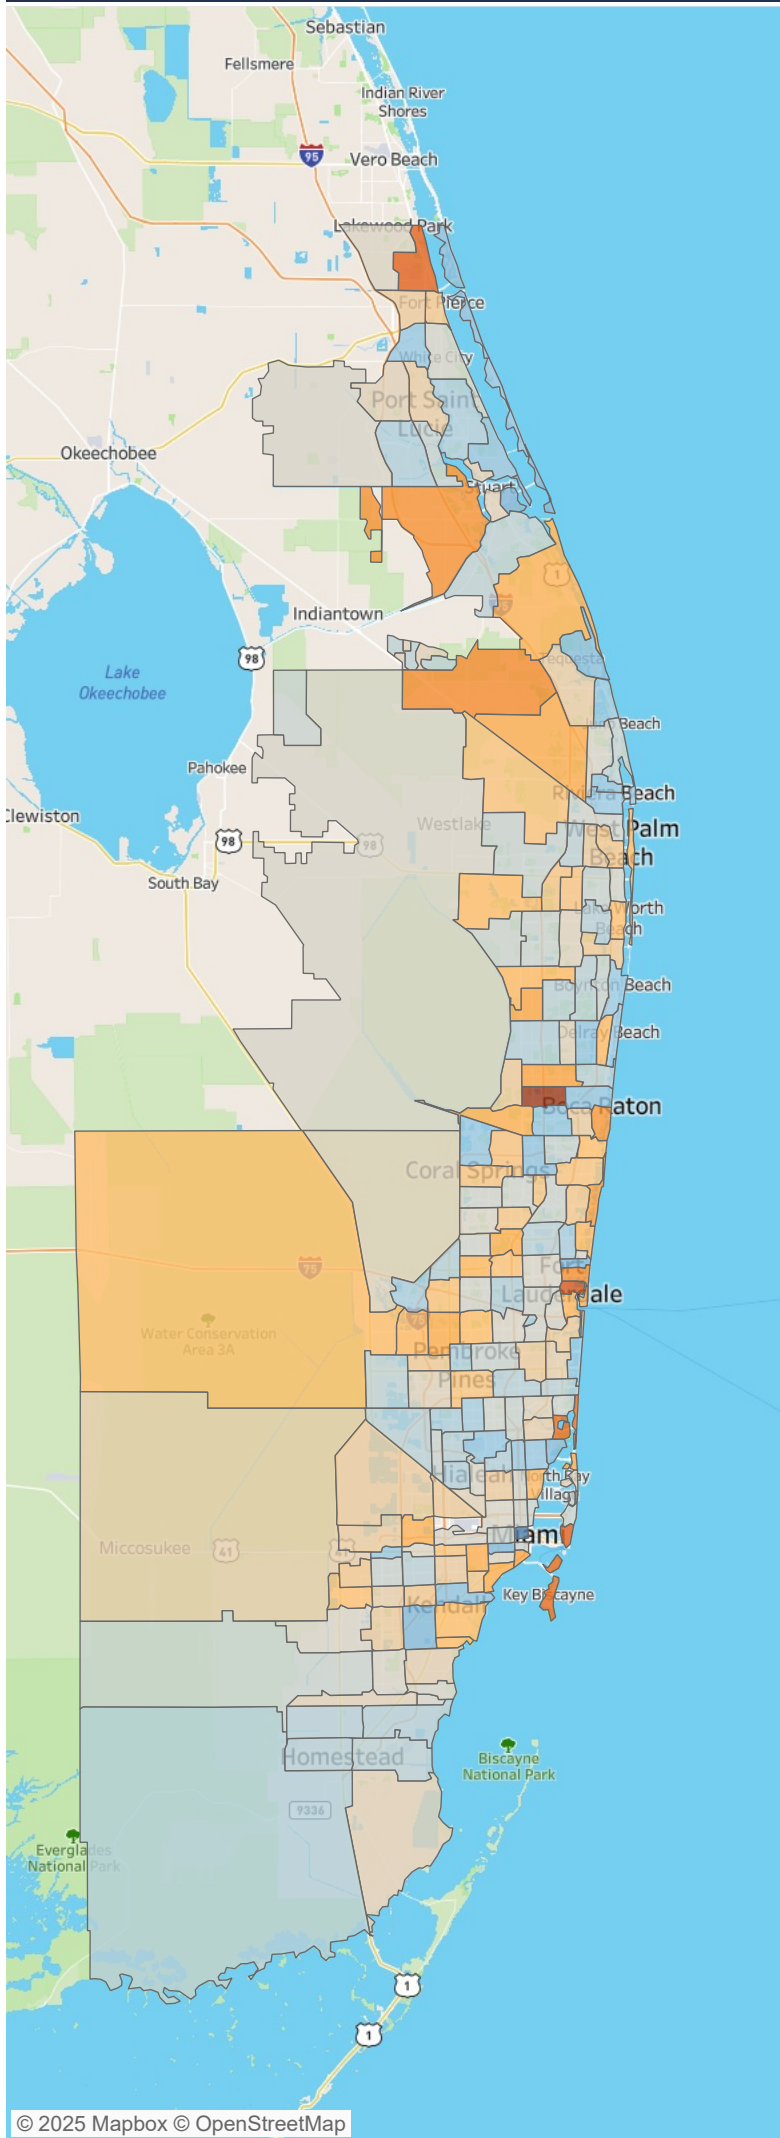 Sebastian
Fellsmere
Indian River
Shores
95
Vero Beach
Lakewood Park
Fort Pierce
White City
Port Saint
Lucie
Okeechobee
Stuart
1
Indiantown
98
Tequesta
Lake
Okeechobee
Juno Beach
Pahokee
Riviera Beach
Clewiston
Westlake
West Palm
Beach
98
98
South Bay
Lake Worth
Beach
Boynton Beach
Delray Beach
Boca Raton
Coral Springs
75
Fort
Lauderdale
Water Conservation
Area 3A
75
Pembroke
Pines
Hialeah
North Bay
Village
Miami
Miccosukee
41
41
Key Biscayne
Kendall
Homestead
Biscayne
National Park
9336
Everglades
National Park
1
1
© 2025 Mapbox © OpenStreetMap